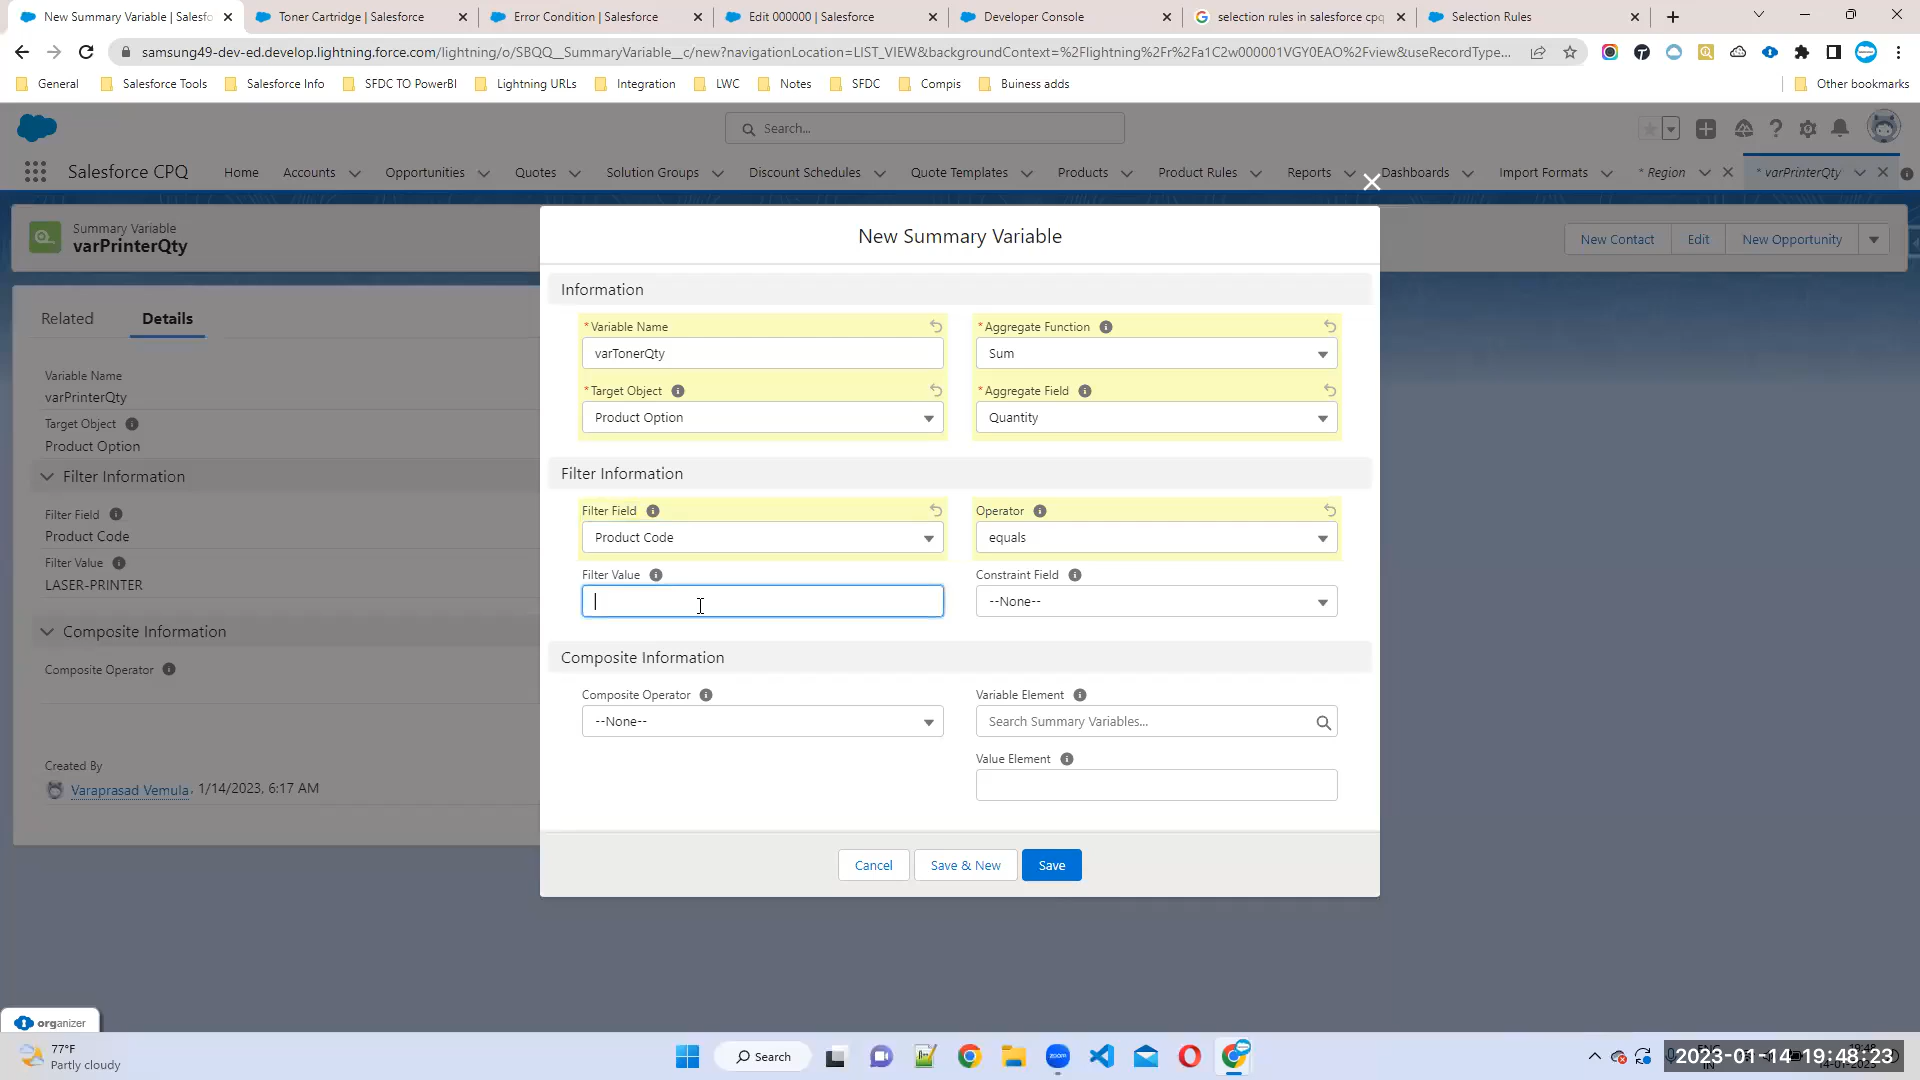 New Summary Variable | Salesfo
Toner Cartridge | Salesforce
Error Condition | Salesforce
Edit 000000 | Salesforce
Developer Console
selection rules in salesforce cpq
Selection Rules
samsung49-dev-ed.develop.lightning.force.com/lightning/o/SBQQ__SummaryVariable__c/new?navigationLocation=LIST_VIEW&backgroundContext=%2Flightning%2Fr%2Fa1C2w000001VGY0EAO%2Fview&useRecordType...
General
Salesforce Tools
Salesforce Info
SFDC TO PowerBI
Lightning URLs
Integration
LWC
Notes
SFDC
Compis
Buiness adds
Other bookmarks
Search...
Salesforce CPQ
Home
Accounts
Opportunities
Quotes
Solution Groups
Discount Schedules
Quote Templates
Products
Product Rules
Reports
Dashboards
Import Formats
* Region
* varPrinterQty
Summary Variable
varPrinterQty
New Contact
Edit
New Opportunity
Related
Details
Variable Name
varPrinterQty
Target Object
Product Option
Filter Information
Filter Field
Product Code
Filter Value
LASER-PRINTER
Composite Information
Composite Operator
Created By
Varaprasad Vemula, 1/14/2023, 6:17 AM
New Summary Variable
Information
*Variable Name
varTonerQty
*Aggregate Function
Sum
*Target Object
Product Option
*Aggregate Field
Quantity
Filter Information
Filter Field
Product Code
Operator
equals
Filter Value
Constraint Field
--None--
Composite Information
Composite Operator
--None--
Variable Element
Search Summary Variables...
Value Element
Cancel
Save & New
Save
organizer
77°F
Partly cloudy
Search
2023-01-14-19:48:23